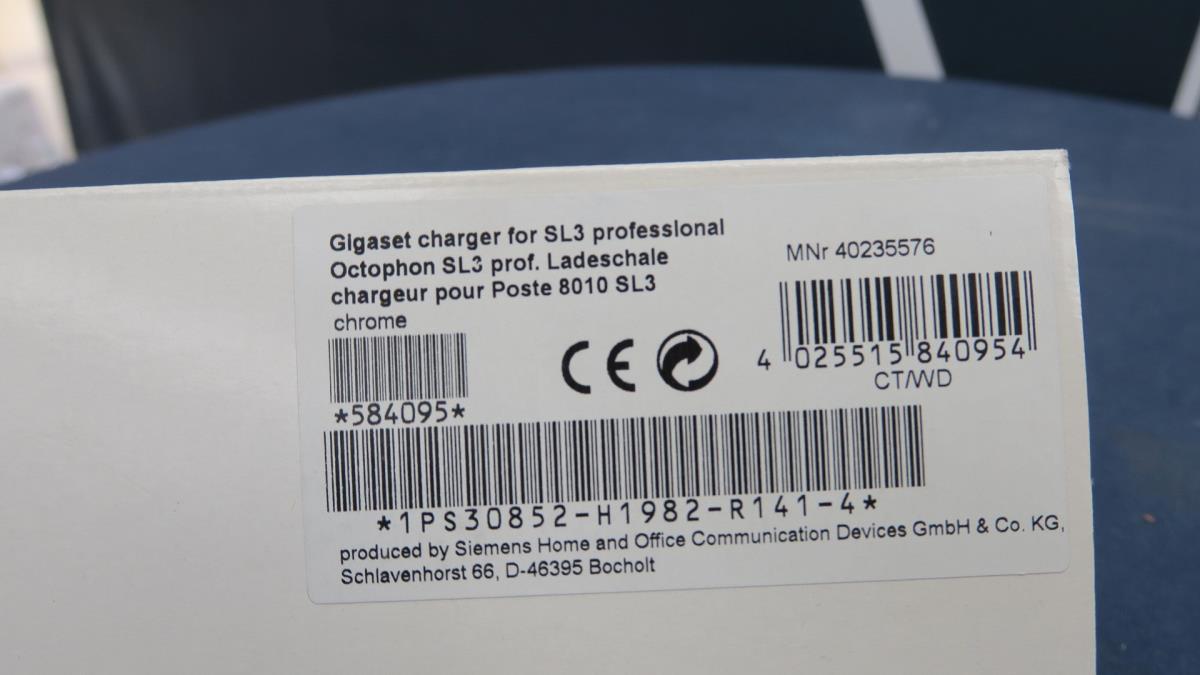 Gigaset charger for SL3 professional
Octophon SL3 prof. Ladeschale
chargeur pour Poste 8010 SL3
chrome
*584095*
CE
MNr 40235576
4 025515 840954
CT/WD
*1PS30852-H1982-R141-4*
produced by Siemens Home and Office Communication Devices GmbH & Co. KG,
Schlavenhorst 66, D-46395 Bocholt